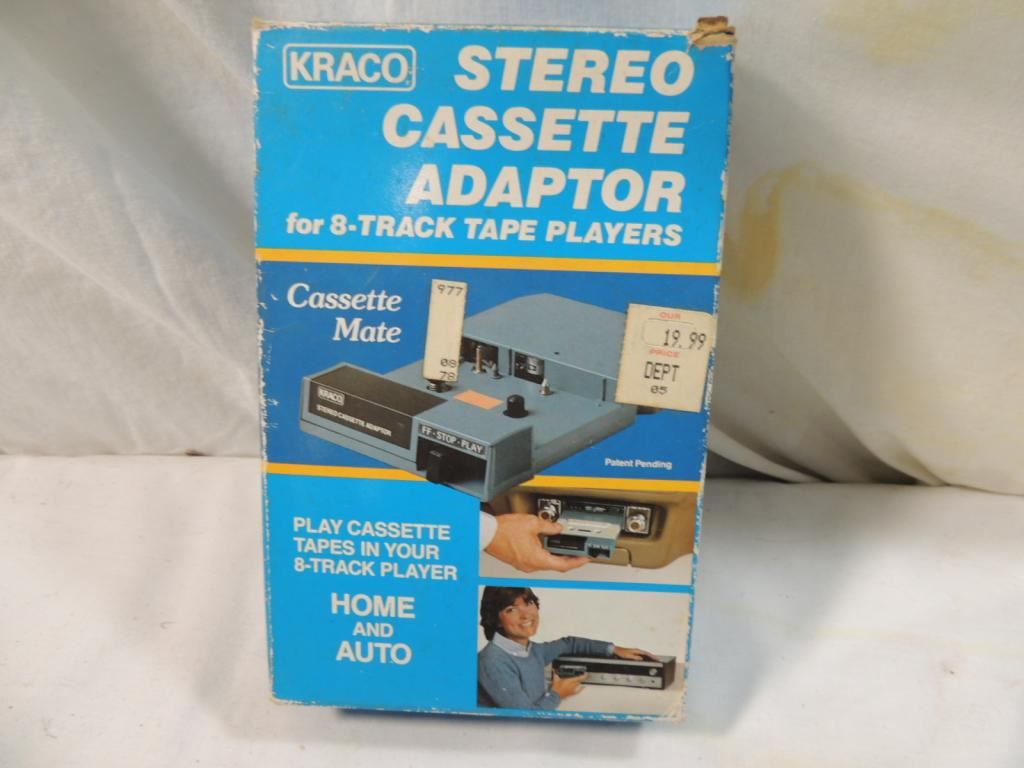 KRACO
STEREO
CASSETTE
ADAPTOR
for 8-TRACK TAPE PLAYERS
Cassette
Mate
977
08
78
OUR
19.99
PRICE
DEPT
05
KRACO
STEREO CASSETTE ADAPTOR
FF-STOP-PLAY
Patent Pending
PLAY CASSETTE
TAPES IN YOUR
8-TRACK PLAYER
HOME
AND
AUTO